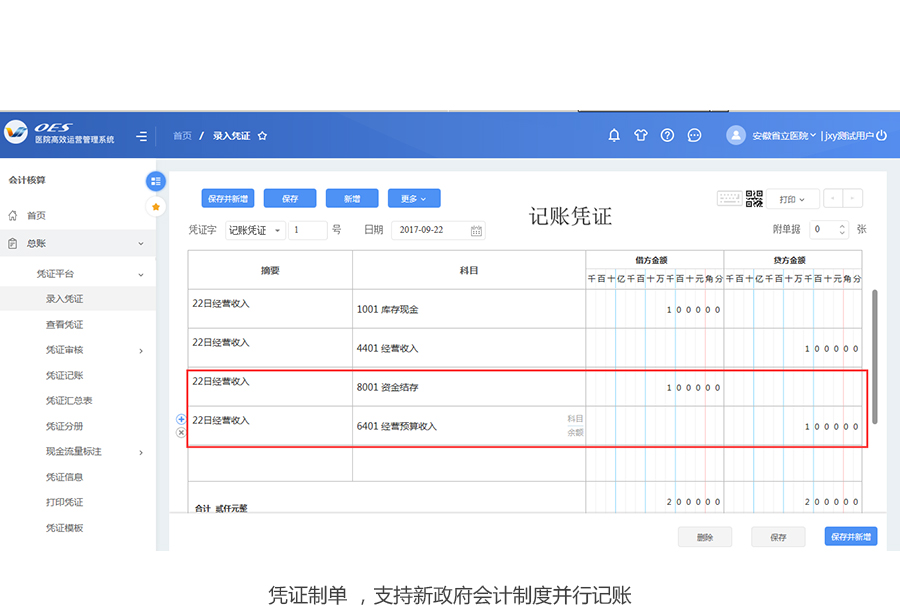 OES
医院高效运营管理系统
首页 / 录入凭证
安徽省立医院 | jxy测试用户
会计核算
首页
总账
凭证平台
录入凭证
查看凭证
凭证审核
凭证记账
凭证汇总表
凭证分册
现金流量标注
凭证信息
打印凭证
凭证模板
保存并新增 保存 新增 更多
记账凭证
打印
凭证字 记账凭证 1 号 日期 2017-09-22
附单据 0 张
摘要 科目 借方金额 贷方金额
千百十亿千百十万千百十元角分 千百十亿千百十万千百十元角分
22日经营收入 1001 库存现金 100000
22日经营收入 4401 经营收入 100000
22日经营收入 8001 资金结存 100000
22日经营收入 6401 经营预算收入 科目 余额 100000
合计 贰仟元整 200000 200000
删除 保存 保存并新增
凭证制单 ，支持新政府会计制度并行记账